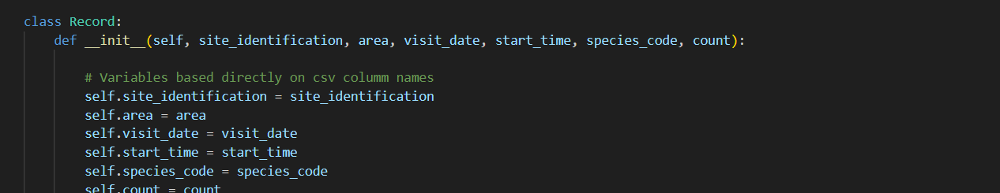 class Record:
def __init__(self, site_identification, area, visit_date, start_time, species_code, count):
# Variables based directly on csv columm names
self.site_identification = site_identification
self.area = area
self.visit_date = visit_date
self.start_time = start_time
self.species_code = species_code
self.count = count